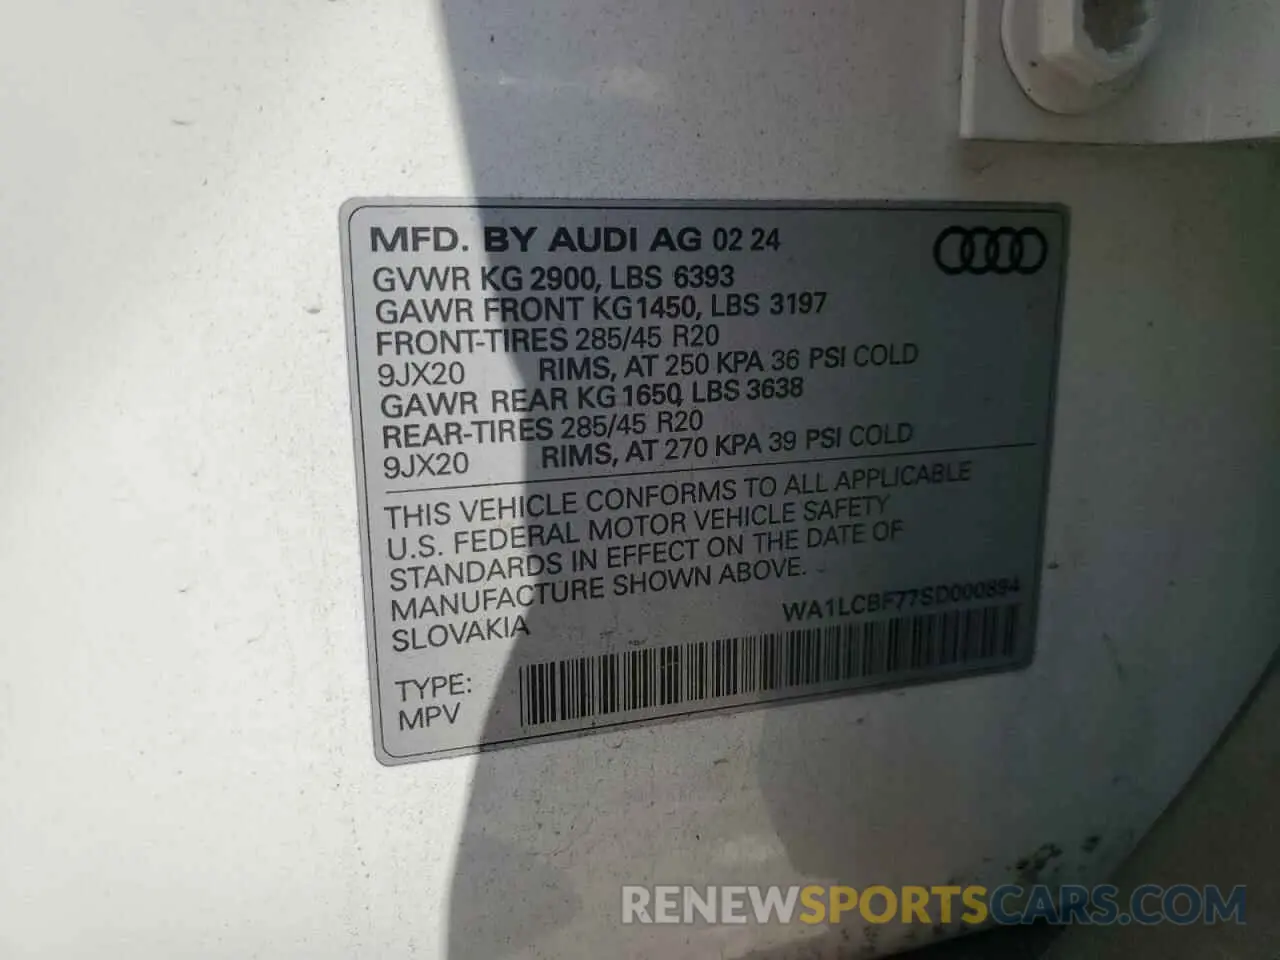 MFD. BY AUDI AG 02 24
GVWR KG 2900, LBS 6393
GAWR FRONT KG1450, LBS 3197
FRONT-TIRES 285/45 R20
9JX20 RIMS, AT 250 KPA 36 PSI COLD
GAWR REAR KG 1650, LBS 3638
REAR-TIRES 285/45 R20
9JX20 RIMS, AT 270 KPA 39 PSI COLD
THIS VEHICLE CONFORMS TO ALL APPLICABLE
U.S. FEDERAL MOTOR VEHICLE SAFETY
STANDARDS IN EFFECT ON THE DATE OF
MANUFACTURE SHOWN ABOVE.
SLOVAKIA
WA1LCBF77SD000894
TYPE:
MPV
RENEWSPORTSCARS.COM